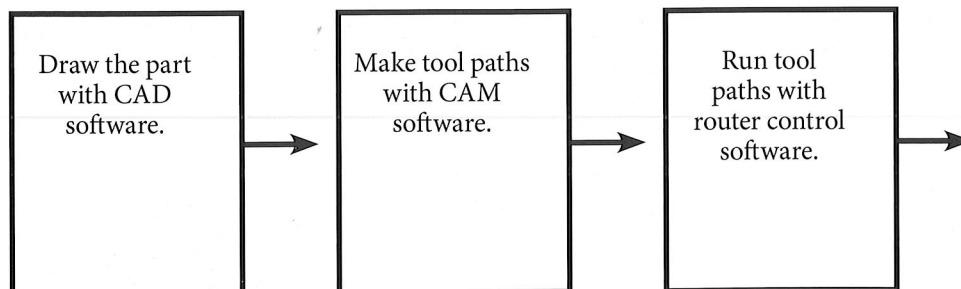 Draw the part
with CAD
software.
Make tool paths
with CAM
software.
Run tool
paths with
router control
software.